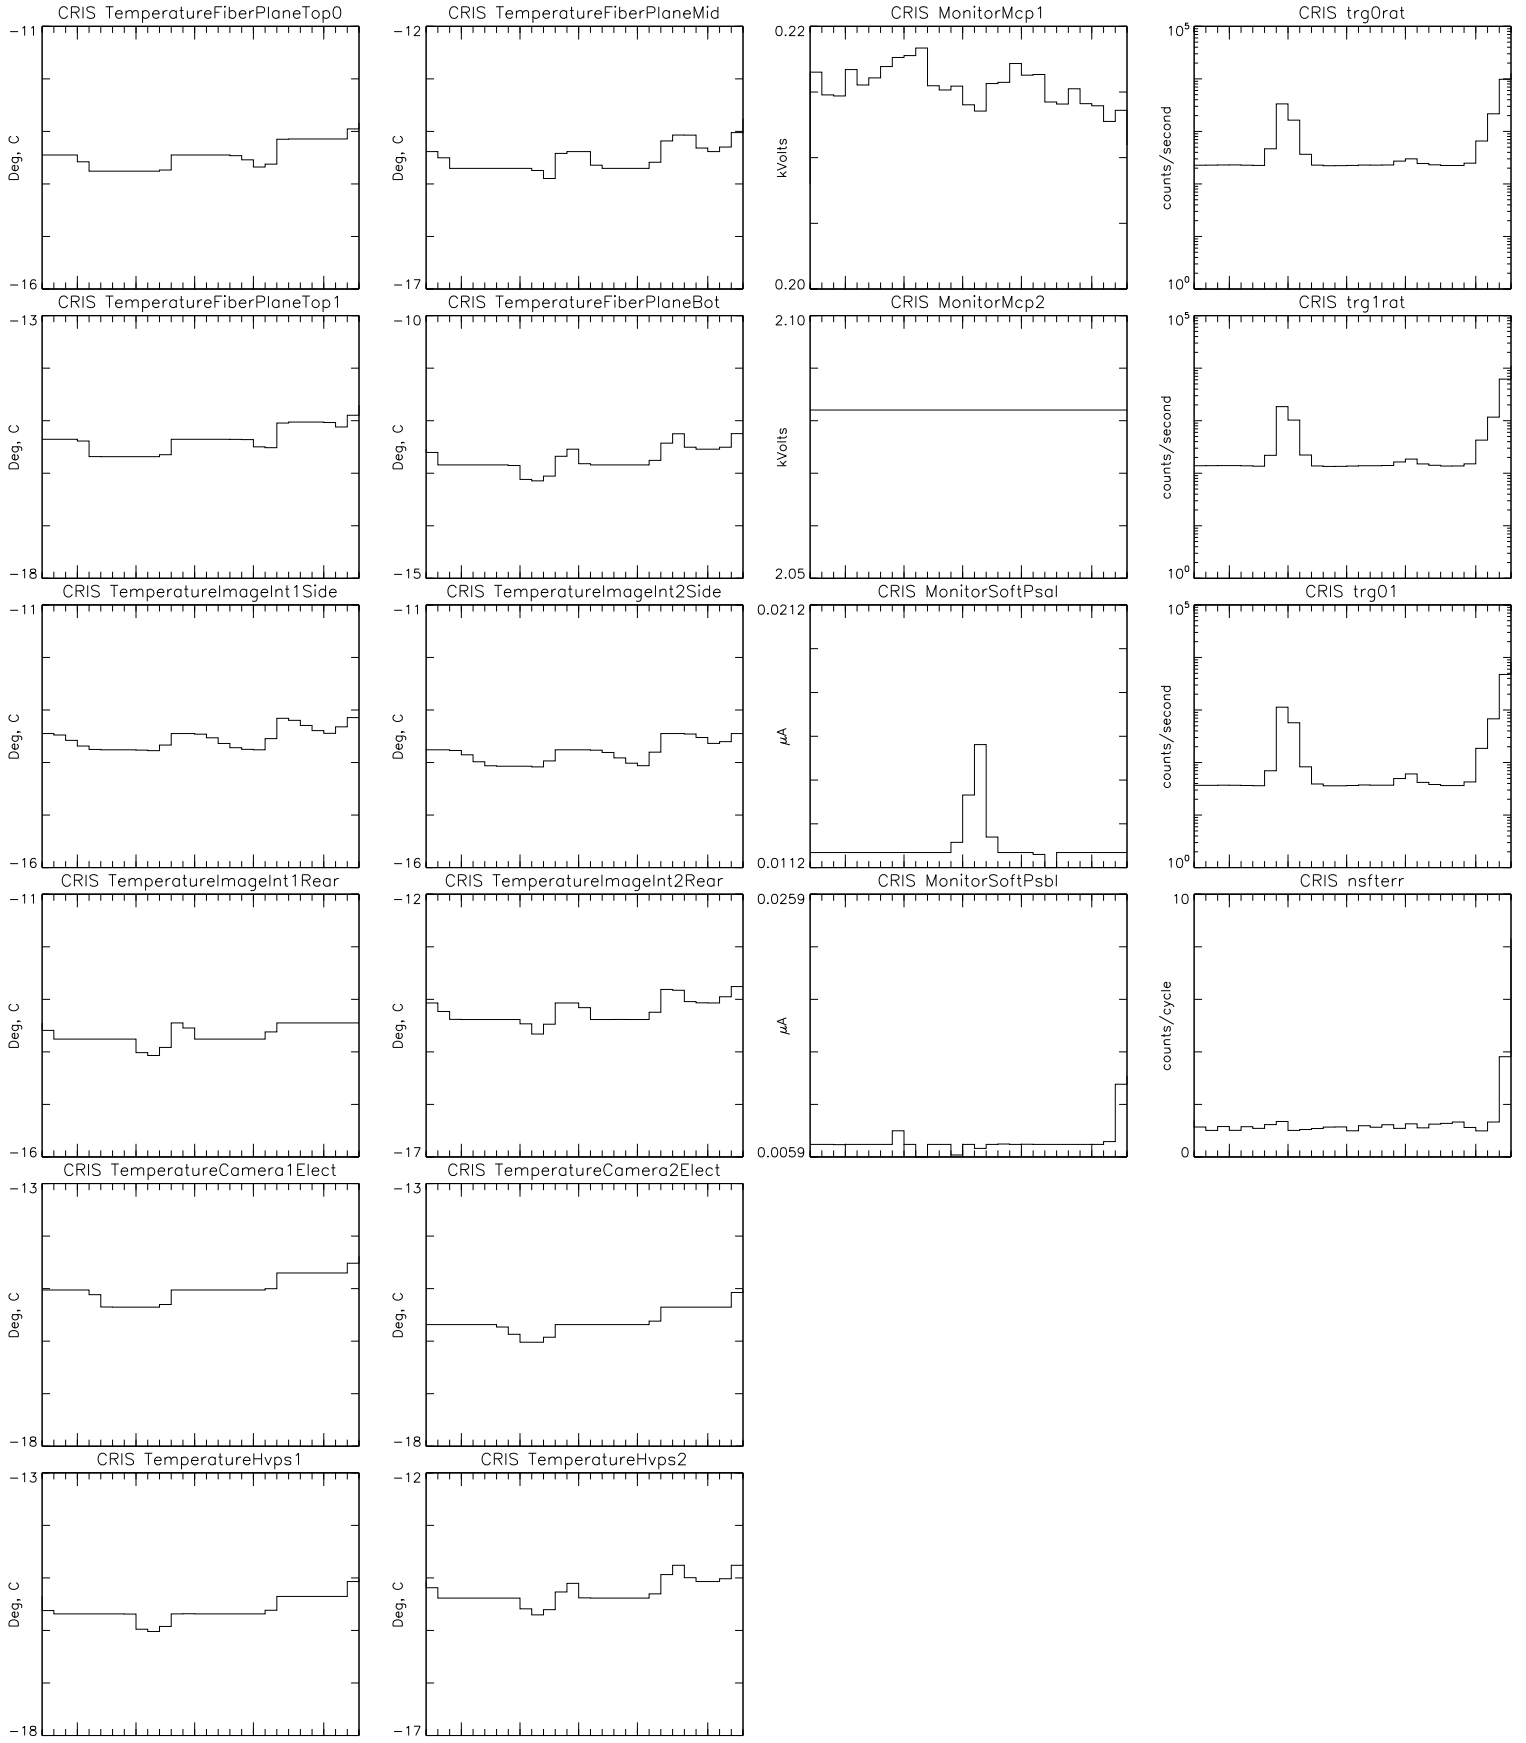 CRIS TemperatureFiberPlaneTop0
-11
Deg, C
-16
CRIS TemperatureFiberPlaneMid
-12
Deg, C
-17
CRIS MonitorMcp1
0.22
kVolts
0.20
CRIS trg0rat
10^5
counts/second
10^0
CRIS TemperatureFiberPlaneTop1
-13
Deg, C
-18
CRIS TemperatureFiberPlaneBot
-10
Deg, C
-15
CRIS MonitorMcp2
2.10
kVolts
2.05
CRIS trg1rat
10^5
counts/second
10^0
CRIS TemperatureImageInt1Side
-11
Deg, C
-16
CRIS TemperatureImageInt2Side
-11
Deg, C
-16
CRIS MonitorSoftPsaI
0.0212
μA
0.0112
CRIS trg01
10^5
counts/second
10^0
CRIS TemperatureImageInt1Rear
-11
Deg, C
-16
CRIS TemperatureImageInt2Rear
-12
Deg, C
-17
CRIS MonitorSoftPsbI
0.0259
μA
0.0059
CRIS nsfterr
10
counts/cycle
0
CRIS TemperatureCamera1Elect
-13
Deg, C
-18
CRIS TemperatureCamera2Elect
-13
Deg, C
-18
CRIS TemperatureHvps1
-13
Deg, C
-18
CRIS TemperatureHvps2
-12
Deg, C
-17